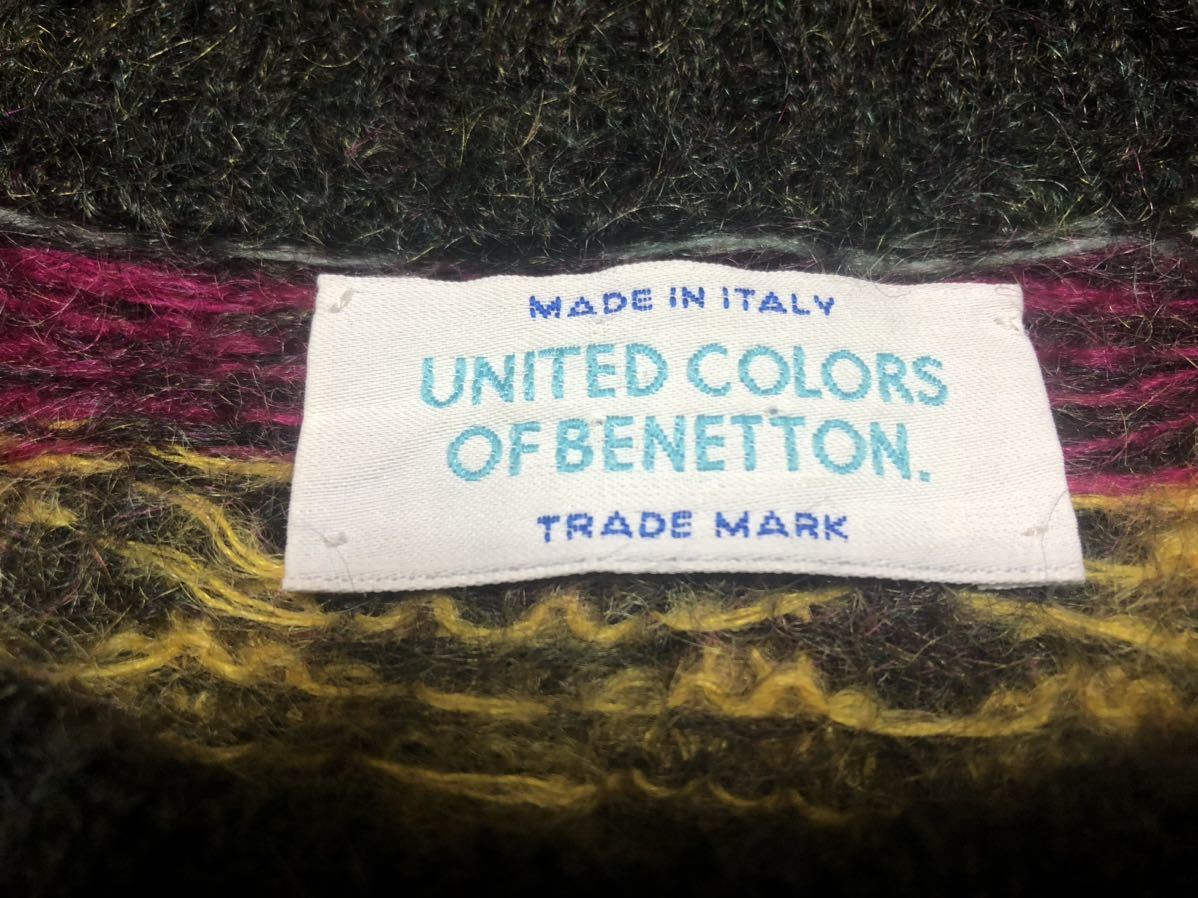 MADE IN ITALY
UNITED COLORS
OF BENETTON.
TRADE MARK